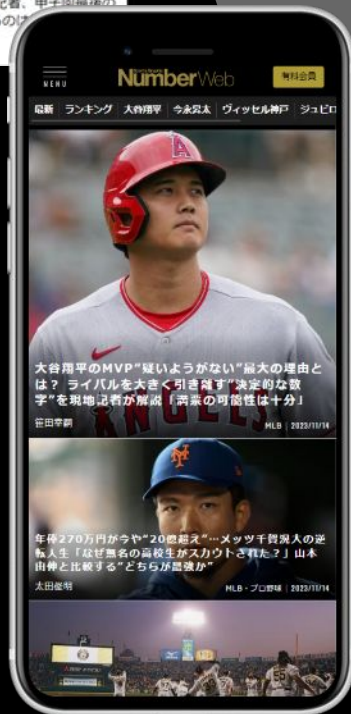 MENU
Sports Graphic
NumberWeb
有料会員
最新 ランキング 大谷翔平 今永昇太 ヴィッセル神戸 ジュビロ
大谷翔平のMVP“疑いようがない”最大の理由と
は？ ライバルを大きく引き離す“決定的な数
字”を現地記者が解説「満票の可能性は十分」
笹田幸嗣
MLB | 2023/11/14
年俸270万円が今や“20億超え”…メッツ千賀滉大の逆
転人生「なぜ無名の高校生がスカウトされた？」山本
由伸と比較する“どちらが最強か”
MLB・プロ野球 | 2023/11/14